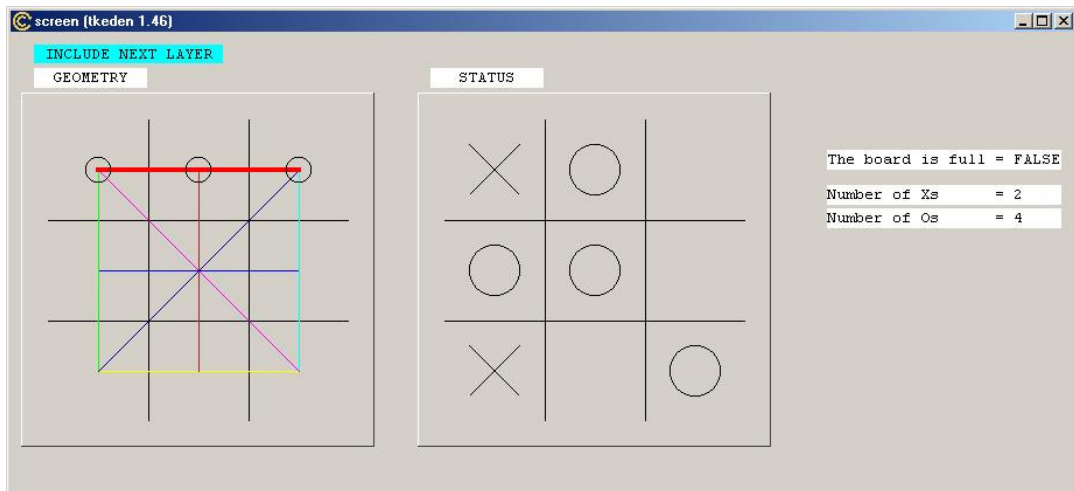 screen (tkeden 1.46)
INCLUDE NEXT LAYER
GEOMETRY
STATUS
The board is full = FALSE
Number of Xs = 2
Number of Os = 4